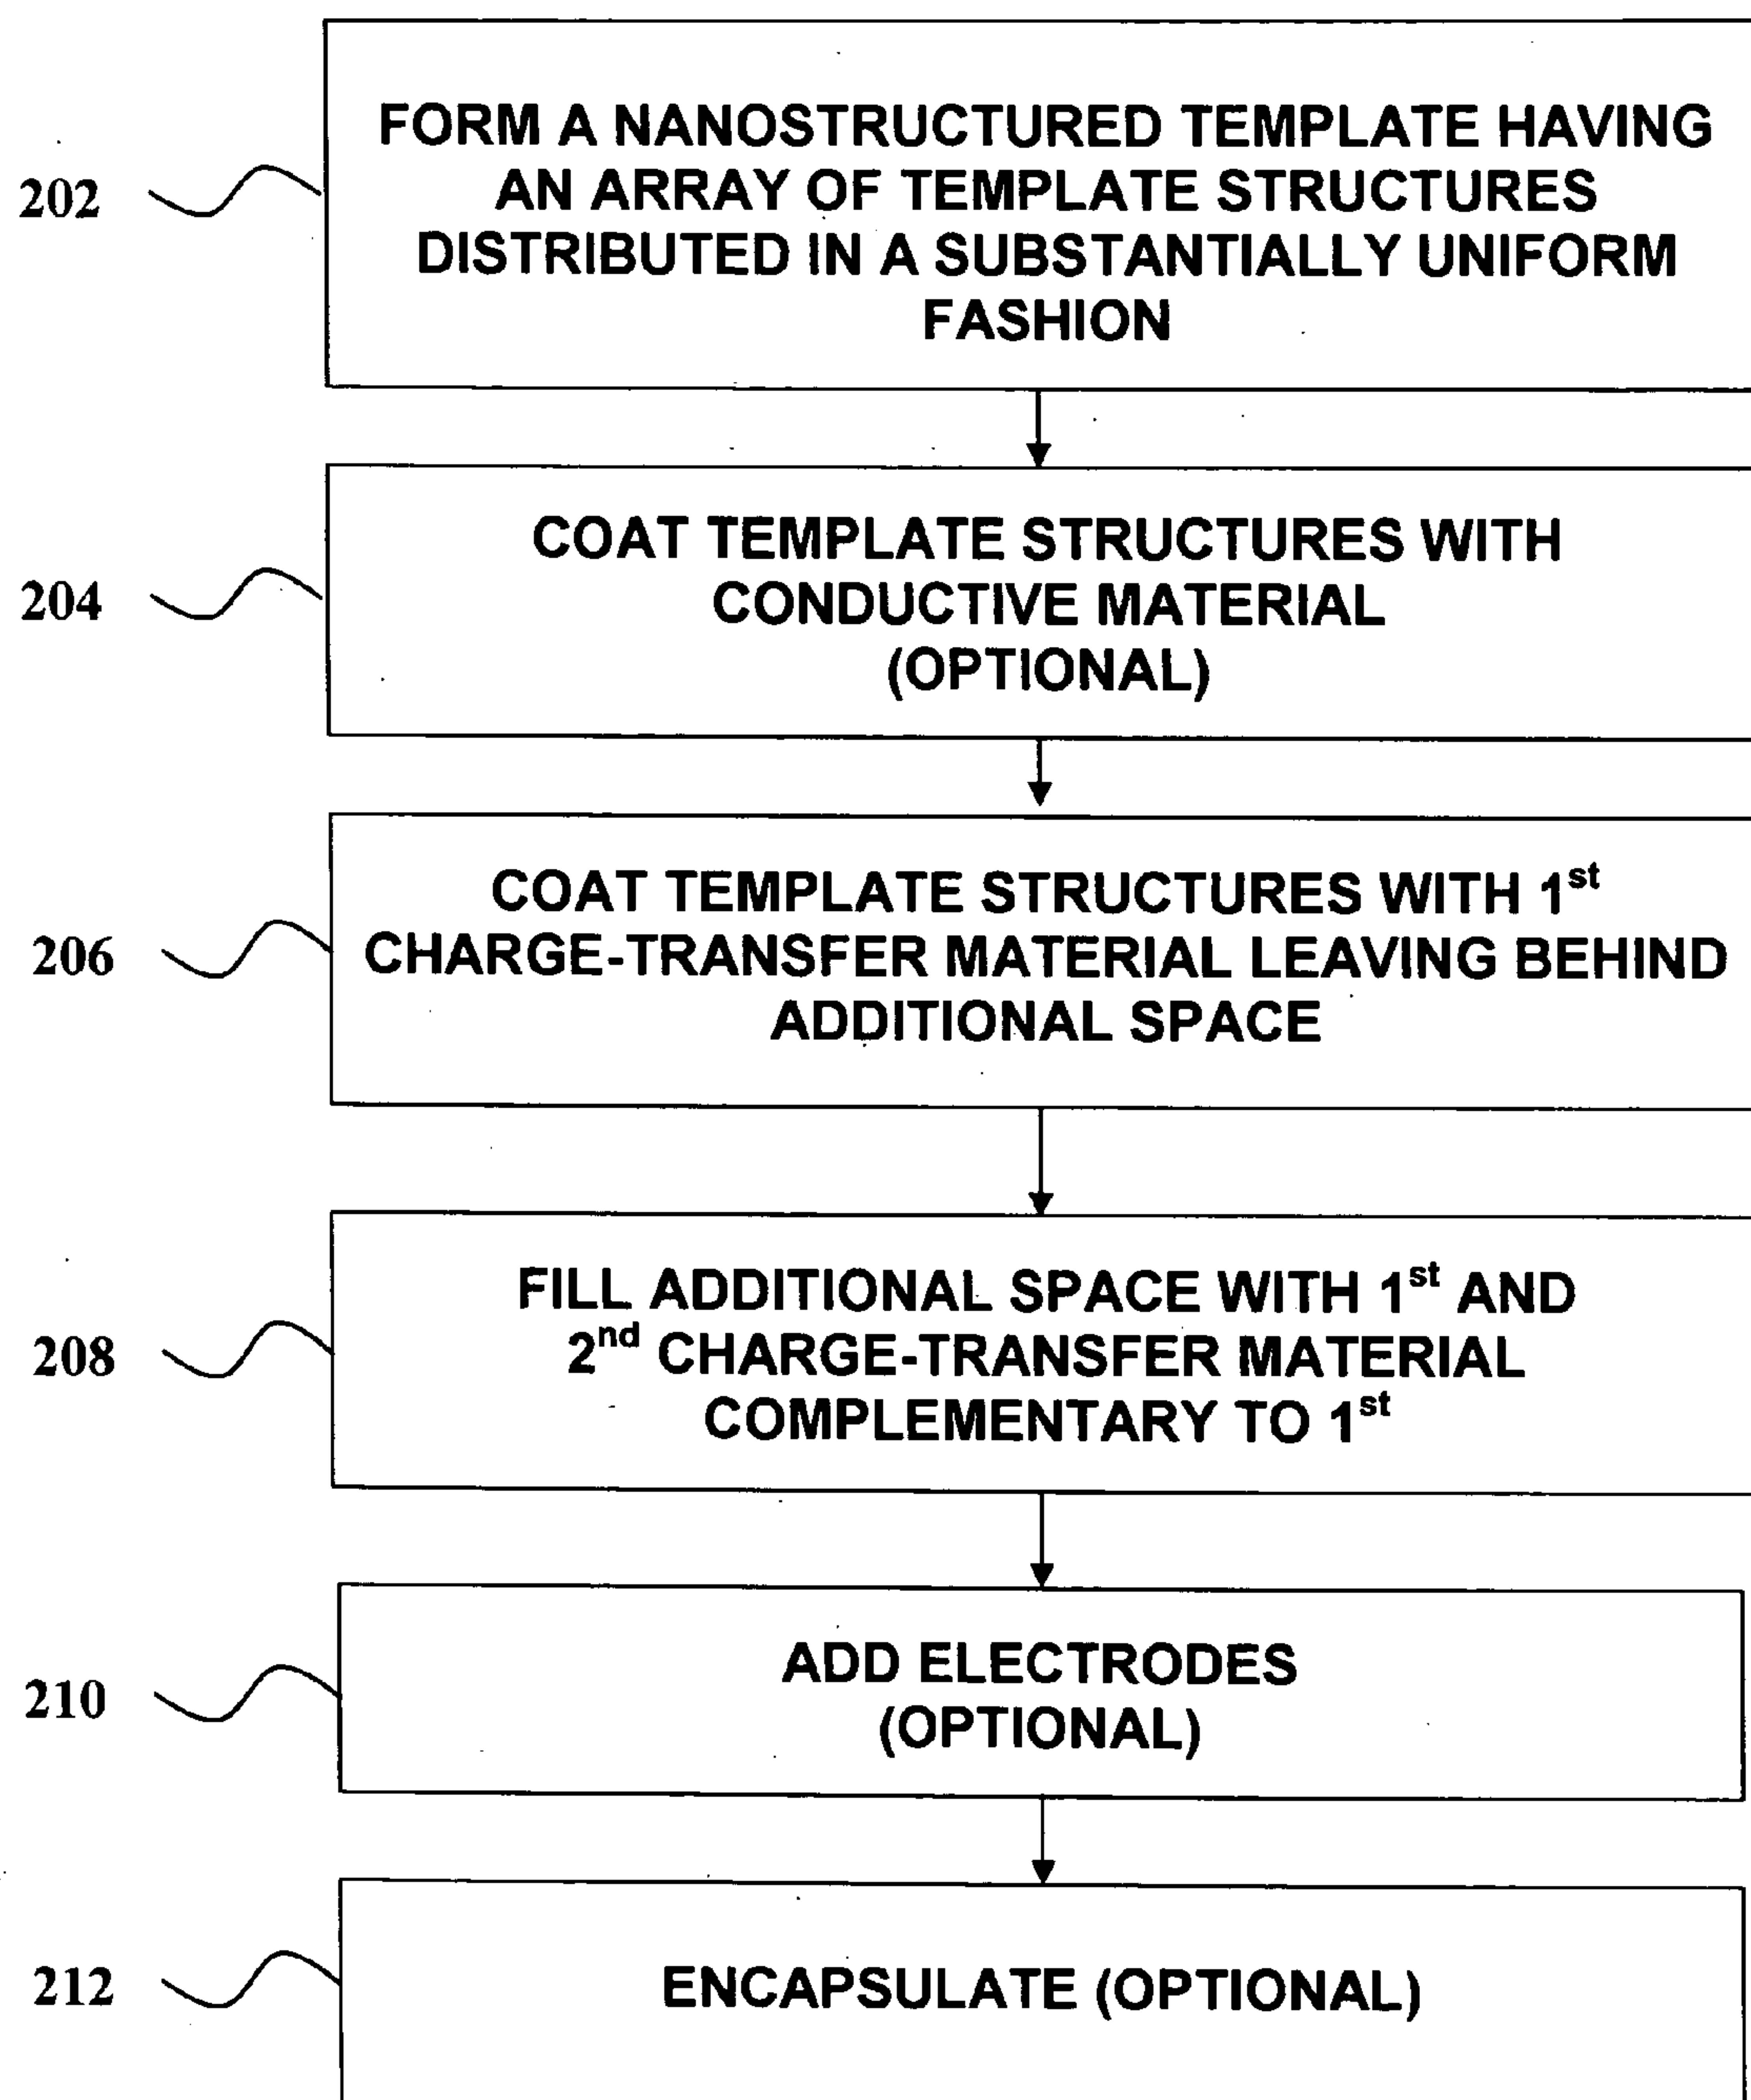 FORM A NANOSTRUCTURED TEMPLATE HAVING
AN ARRAY OF TEMPLATE STRUCTURES
202
DISTRIBUTED IN A SUBSTANTIALLY UNIFORM
FASHION
COAT TEMPLATE STRUCTURES WITH
204
CONDUCTIVE MATERIAL
(OPTIONAL)
COAT TEMPLATE STRUCTURES WITH 1st
206
CHARGE-TRANSFER MATERIAL LEAVING BEHIND
ADDITIONAL SPACE
FILL ADDITIONAL SPACE WITH 1st AND
208
2nd CHARGE-TRANSFER MATERIAL
COMPLEMENTARY TO 1st
ADD ELECTRODES
210
(OPTIONAL)
212
ENCAPSULATE (OPTIONAL)